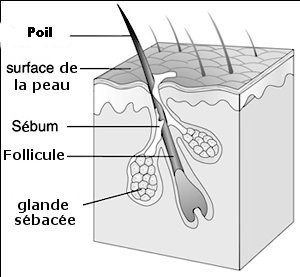 Poil
surface de
la peau
Sébum
Follicule
glande
sébacée